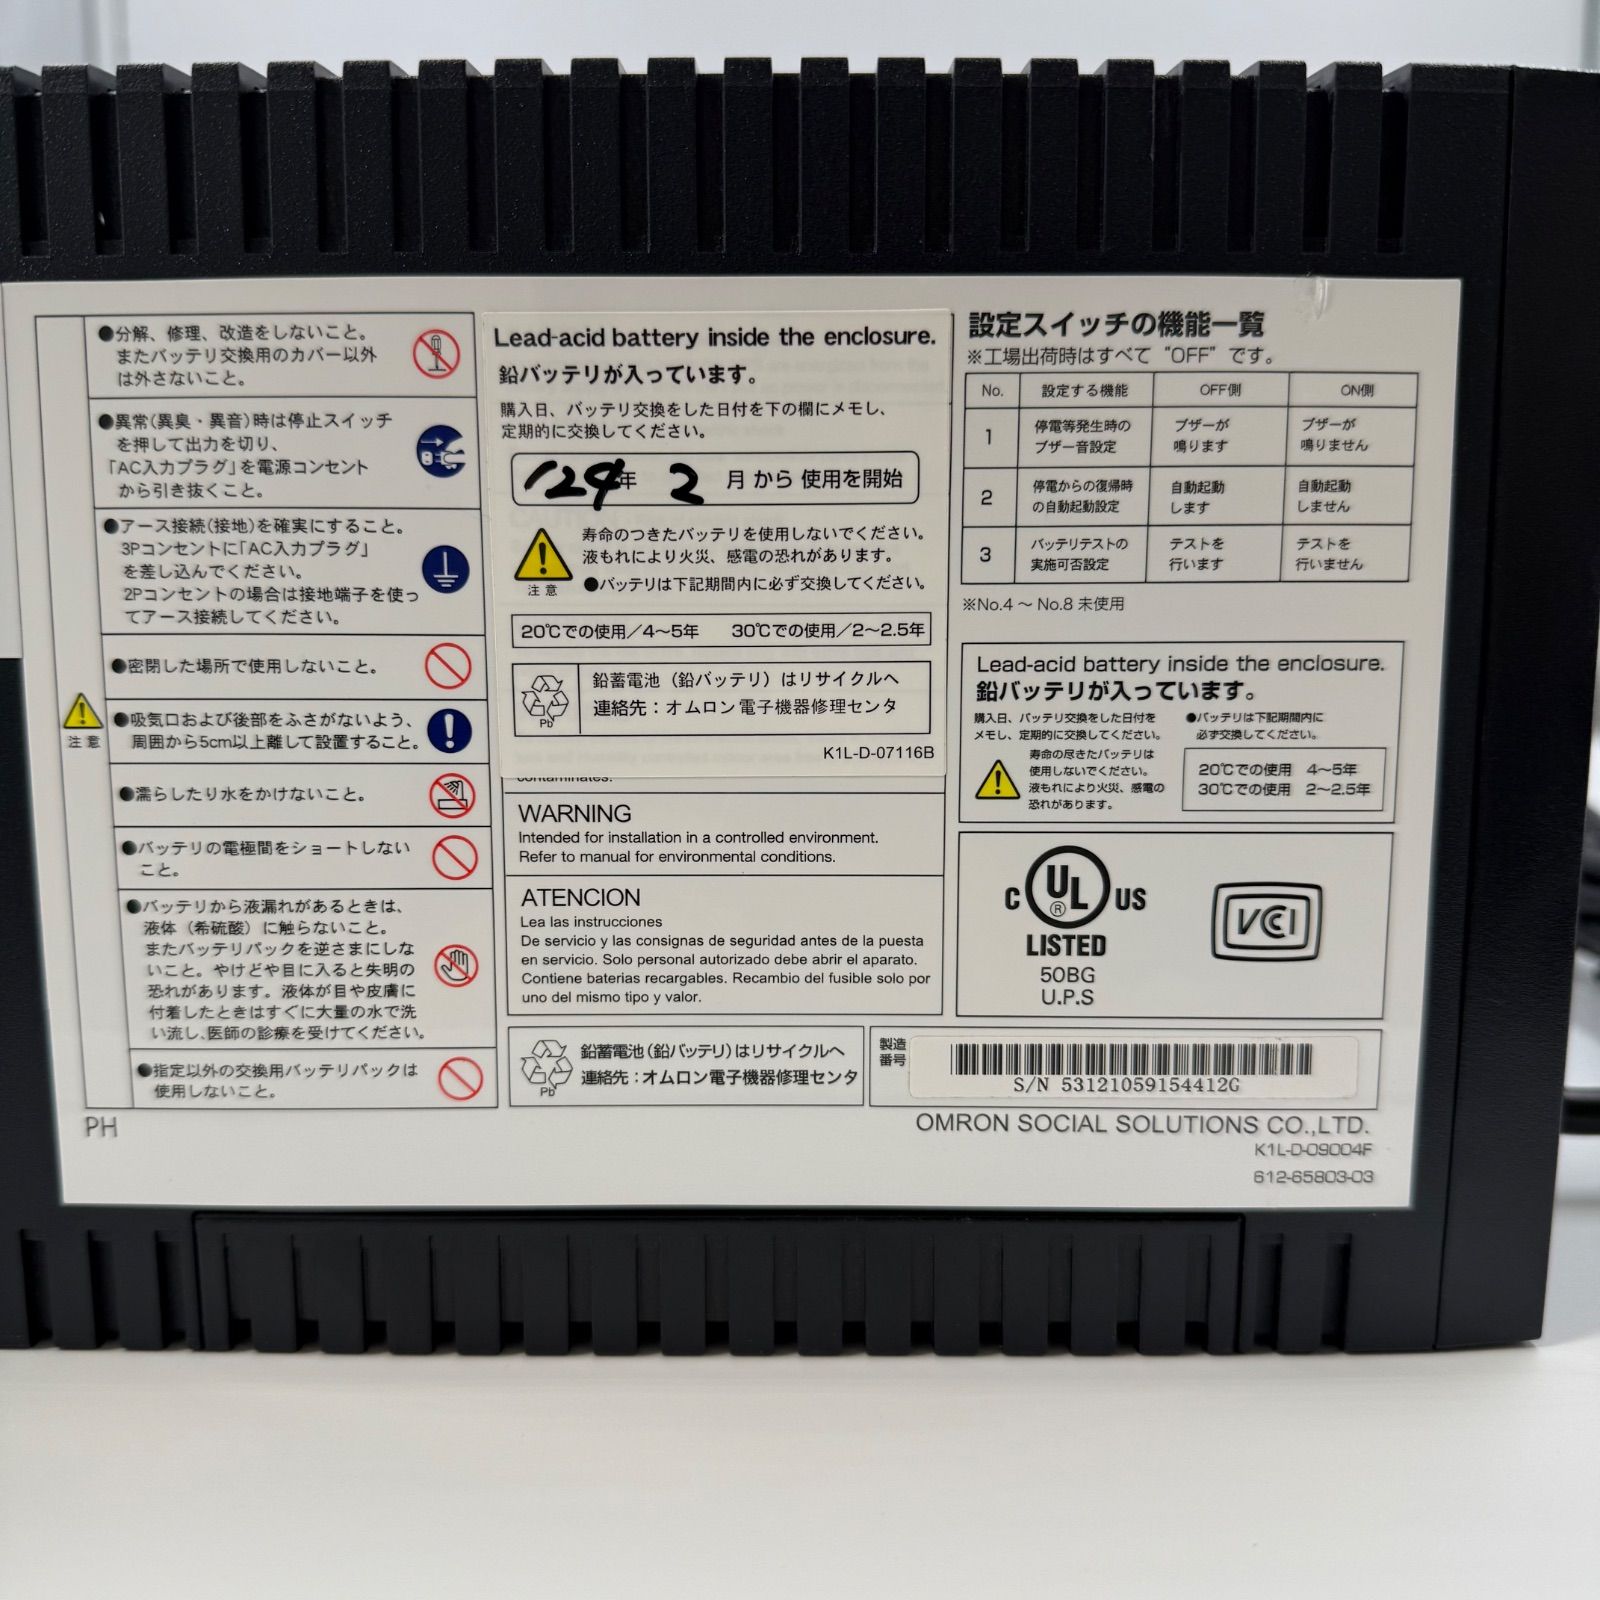 ●分解、修理、改造をしないこと。
またバッテリ交換用のカバー以外
は外さないこと。
●異常(異臭・異音)時は停止スイッチ
を押して出力を切り、
「AC入力プラグ」を電源コンセント
から引き抜くこと。
●アース接続(接地)を確実にすること。
3Pコンセントに「AC入力プラグ」
を差し込んでください。
2Pコンセントの場合は接地端子を使っ
てアース接続してください。
●密閉した場所で使用しないこと。
注意
●吸気口および後部をふさがないよう、
周囲から5cm以上離して設置すること。
●濡らしたり水をかけないこと。
●バッテリの電極間をショートしない
こと。
●バッテリから液漏れがあるときは、
液体(希硫酸)に触らないこと。
またバッテリパックを逆さまにしな
いこと。やけどや目に入ると失明の
恐れがあります。液体が目や皮膚に
付着したときはすぐに大量の水で洗
い流し、医師の診療を受けてください。
●指定以外の交換用バッテリパックは
使用しないこと。
PH
Lead-acid battery inside the enclosure.
鉛バッテリが入っています。
購入日、バッテリ交換をした日付を下の欄にメモし、
定期的に交換してください。
'24年 2 月 から 使用を開始
寿命のつきたバッテリを使用しないでください。
液もれにより火災、感電の恐れがあります。
注意 ●バッテリは下記期間内に必ず交換してください。
20℃での使用/4〜5年 30℃での使用/2〜2.5年
鉛蓄電池(鉛バッテリ)はリサイクルへ
連絡先:オムロン電子機器修理センタ
Pb
K1L-D-07116B
contaminates.
WARNING
Intended for installation in a controlled environment.
Refer to manual for environmental conditions.
ATENCION
Lea las instrucciones
De servicio y las consignas de seguridad antes de la puesta
en servicio. Solo personal autorizado debe abrir el aparato.
Contiene baterias recargables. Recambio del fusible solo por
uno del mismo tipo y valor.
鉛蓄電池(鉛バッテリ)はリサイクルへ
連絡先:オムロン電子機器修理センタ
Pb
設定スイッチの機能一覧
※工場出荷時はすべて "OFF" です。
No. 設定する機能 OFF側 ON側
1 停電等発生時の ブザーが ブザーが
ブザー音設定 鳴ります 鳴りません
2 停電からの復帰時 自動起動 自動起動
の自動起動設定 します しません
3 バッテリテストの テストを テストを
実施可否設定 行います 行いません
※No.4 〜 No.8 未使用
Lead-acid battery inside the enclosure.
鉛バッテリが入っています。
購入日、バッテリ交換をした日付を
メモし、定期的に交換してください。
寿命の尽きたバッテリは
使用しないでください。
液もれにより火災、感電の
恐れがあります。
●バッテリは下記期間内に
必ず交換してください。
20℃での使用 4〜5年
30℃での使用 2〜2.5年
C UL ® US
LISTED
50BG
U.P.S
VCCI
製造
番号
S/N 53121059154412G
OMRON SOCIAL SOLUTIONS CO.,LTD.
K1L-D-09004F
612-65803-03